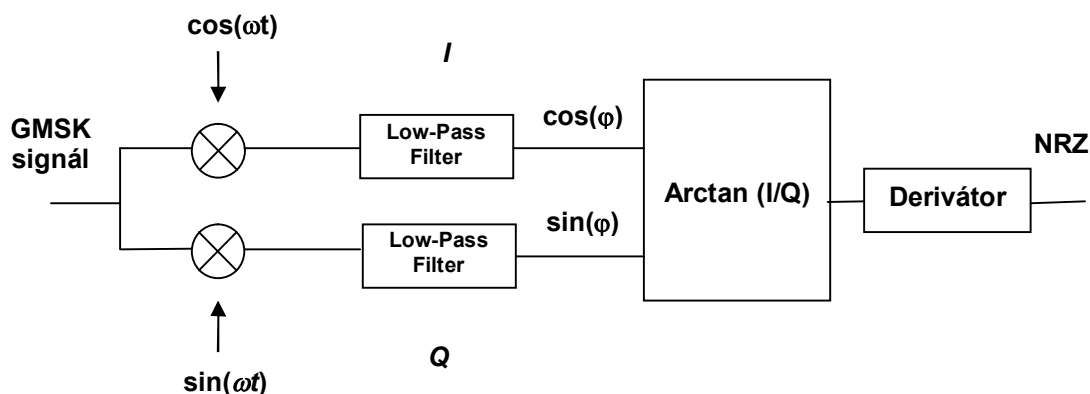 cos(ωt)
I
GMSK
signál
Low-Pass
Filter
cos(φ)
NRZ
Arctan (I/Q)
Derivátor
Low-Pass
Filter
sin(φ)
Q
sin(ωt)